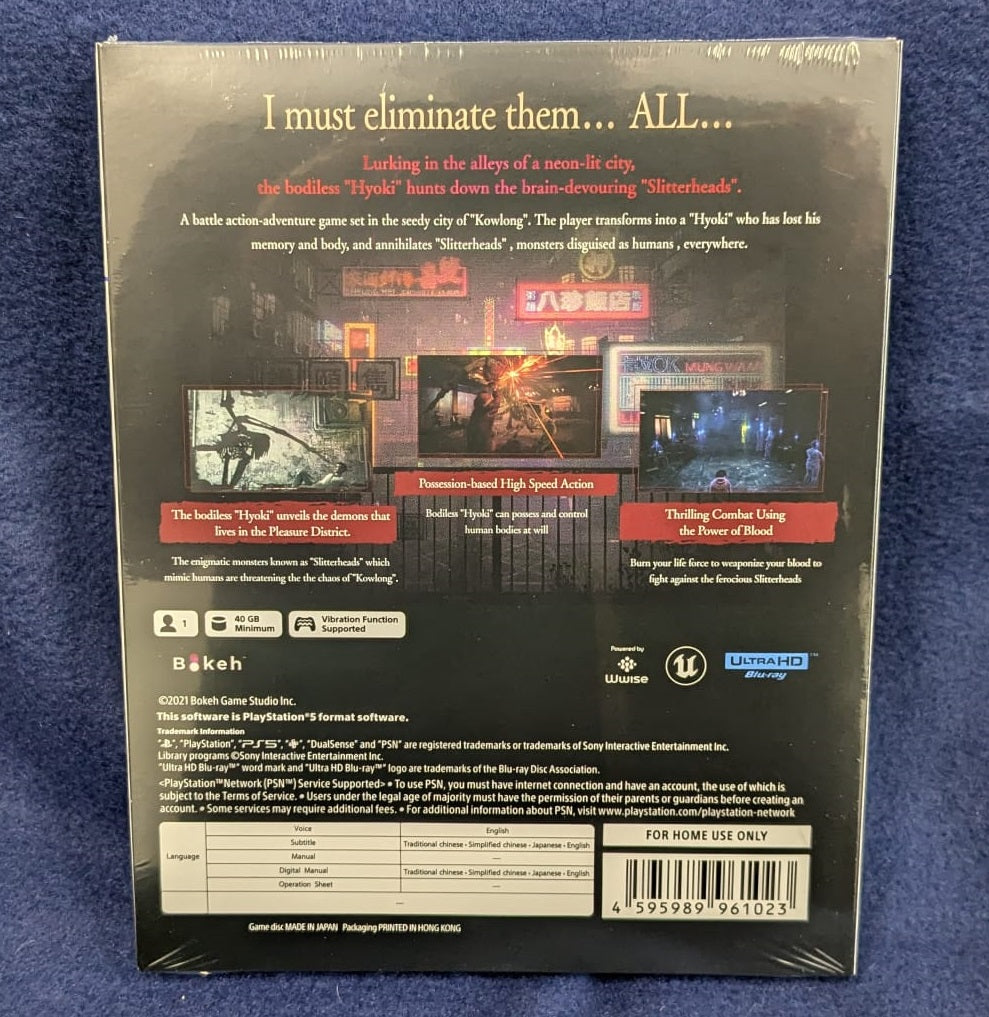 I must eliminate them... ALL...
Lurking in the alleys of a neon-lit city,
the bodiless "Hyoki" hunts down the brain-devouring "Slitterheads".
A battle action-adventure game set in the seedy city of "Kowlong". The player transforms into a "Hyoki" who has lost his
memory and body, and annihilates "Slitterheads" , monsters disguised as humans , everywhere.
八珍飯店
MUNG WAH
Possession-based High Speed Action
Bodiless "Hyoki" can possess and control
human bodies at will
The bodiless "Hyoki" unveils the demons that
lives in the Pleasure District.
The enigmatic monsters known as "Slitterheads" which
mimic humans are threatening the the chaos of "Kowlong".
Thrilling Combat Using
the Power of Blood
Burn your life force to weaponize your blood to
fight against the ferocious Slitterheads
1
40 GB
Minimum
Vibration Function
Supported
Bokeh
Powered by
Wwise
ULTRA HD
Blu-ray™
©2021 Bokeh Game Studio Inc.
This software is PlayStation®5 format software.
Trademark Information
"PlayStation", "PS5", "DualSense" and "PSN" are registered trademarks or trademarks of Sony Interactive Entertainment Inc.
Library programs ©Sony Interactive Entertainment Inc.
"Ultra HD Blu-ray™" word mark and "Ultra HD Blu-ray™" logo are trademarks of the Blu-ray Disc Association.
<PlayStation™Network (PSN™) Service Supported> • To use PSN, you must have internet connection and have an account, the use of which is
subject to the Terms of Service. • Users under the legal age of majority must have the permission of their parents or guardians before creating an
account. • Some services may require additional fees. • For additional information about PSN, visit www.playstation.com/playstation-network
Language
Voice English
Subtitle Traditional chinese • Simplified chinese • Japanese • English
Manual —
Digital Manual Traditional chinese • Simplified chinese • Japanese • English
Operation Sheet —
—
FOR HOME USE ONLY
4 595989 961023
Game disc MADE IN JAPAN Packaging PRINTED IN HONG KONG